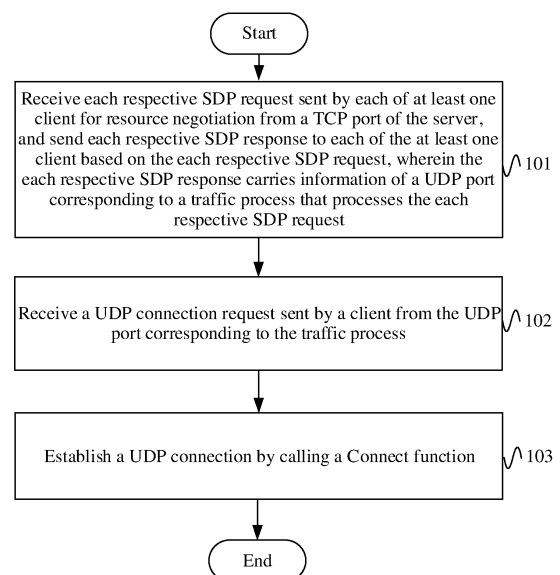 Start
Receive each respective SDP request sent by each of at least one
client for resource negotiation from a TCP port of the server,
and send each respective SDP response to each of the at least one
client based on the each respective SDP request, wherein the
each respective SDP response carries information of a UDP port
corresponding to a traffic process that processes the each
respective SDP request
101
Receive a UDP connection request sent by a client from the UDP
port corresponding to the traffic process
102
Establish a UDP connection by calling a Connect function
103
End